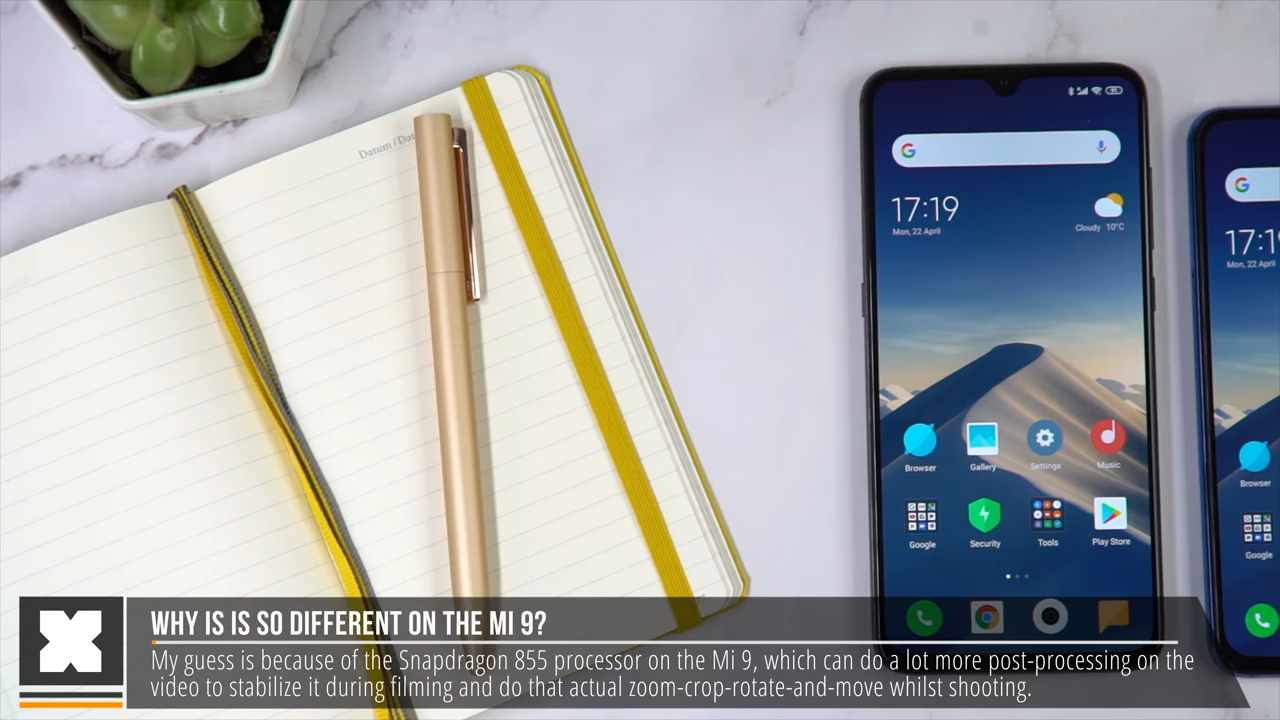 Datum / Dat
17:19
Mon, 22 April
Cloudy 10°C
Browser
Gallery
Settings
Music
Google
Security
Tools
Play Store
17:1
Mon, 22 April
Browser
Google
WHY IS IS SO DIFFERENT ON THE MI 9?
My guess is because of the Snapdragon 855 processor on the Mi 9, which can do a lot more post-processing on the
video to stabilize it during filming and do that actual zoom-crop-rotate-and-move whilst shooting.